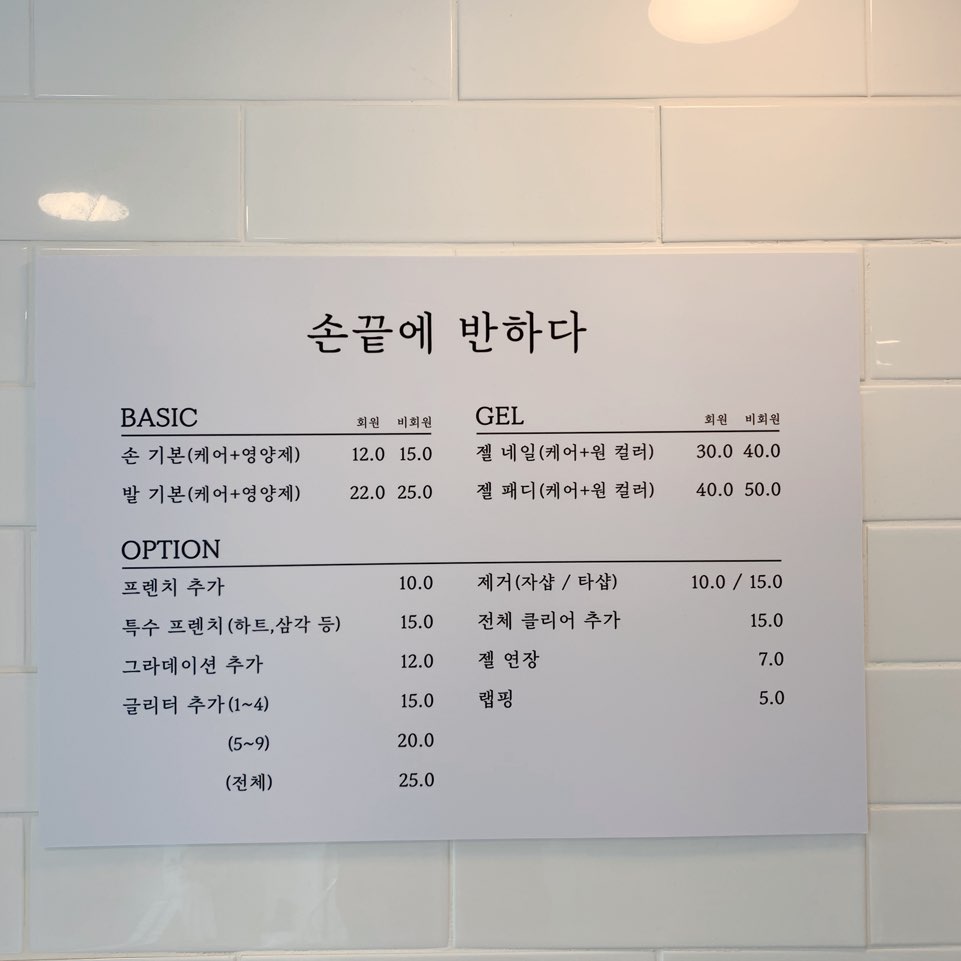 손끝에 반하다
BASIC 회원 비회원
손 기본(케어+영양제) 12.0 15.0
발 기본(케어+영양제) 22.0 25.0
GEL 회원 비회원
젤 네일(케어+원 컬러) 30.0 40.0
젤 패디(케어+원 컬러) 40.0 50.0
OPTION
프렌치 추가 10.0
특수 프렌치(하트,삼각 등) 15.0
그라데이션 추가 12.0
글리터 추가(1~4) 15.0
(5~9) 20.0
(전체) 25.0
제거(자샵 / 타샵) 10.0 / 15.0
전체 클리어 추가 15.0
젤 연장 7.0
랩핑 5.0